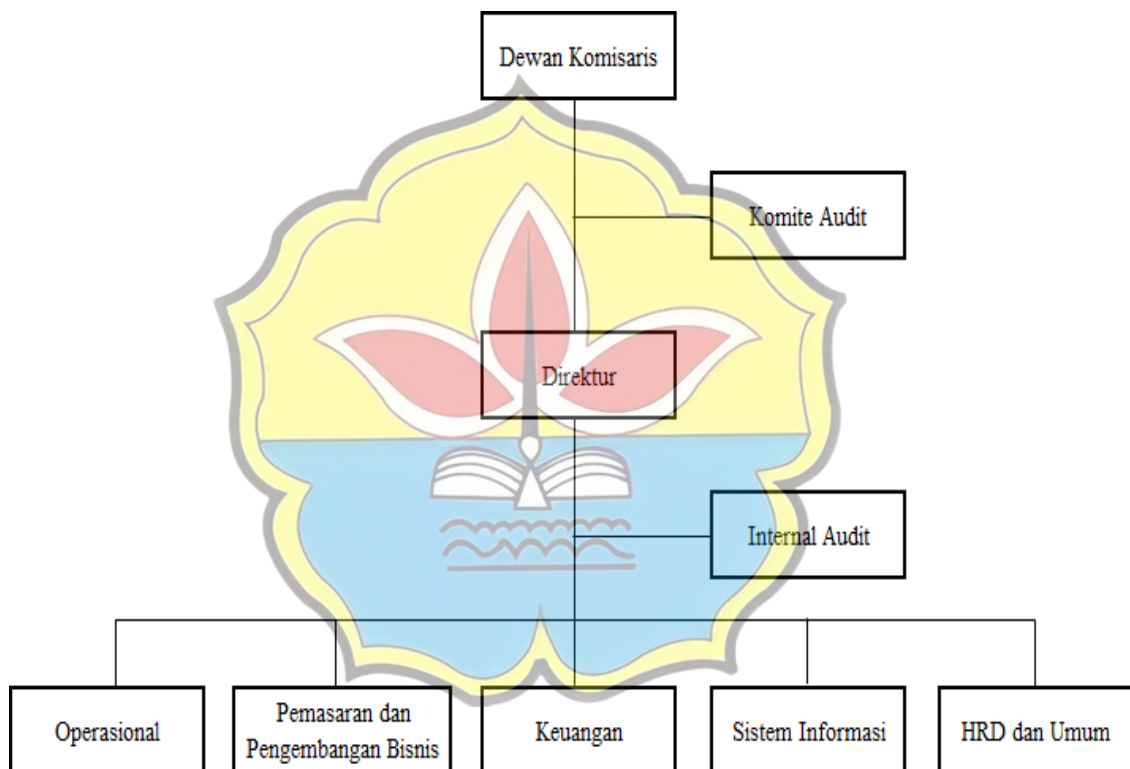 Dewan Komisaris
Komite Audit
Direktur
Internal Audit
Operasional
Pemasaran dan
Pengembangan Bisnis
Keuangan
Sistem Informasi
HRD dan Umum